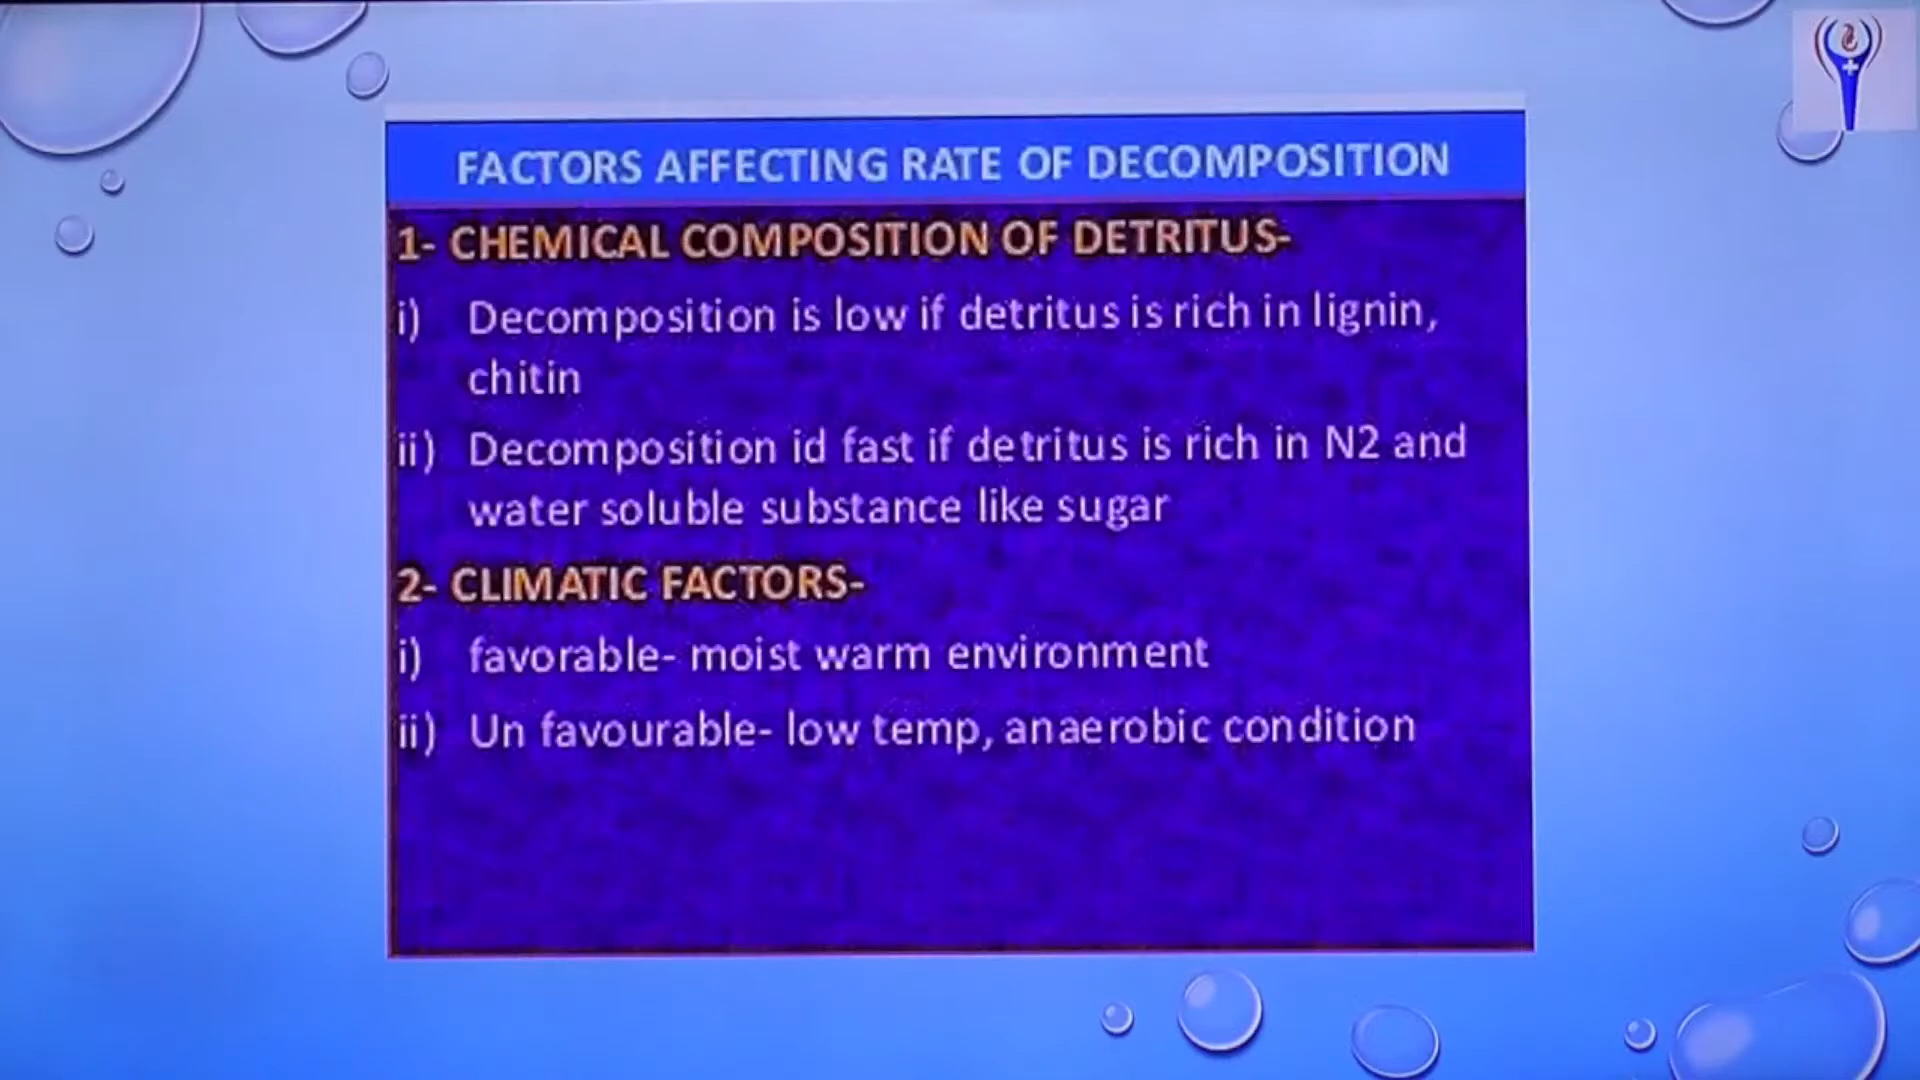 FACTORS AFFECTING RATE OF DECOMPOSITION
1- CHEMICAL COMPOSITION OF DETRITUS-
i) Decomposition is low if detritus is rich in lignin,
chitin
ii) Decomposition id fast if detritus is rich in N2 and
water soluble substance like sugar
2- CLIMATIC FACTORS-
i) favorable- moist warm environment
ii) Un favourable- low temp, anaerobic condition